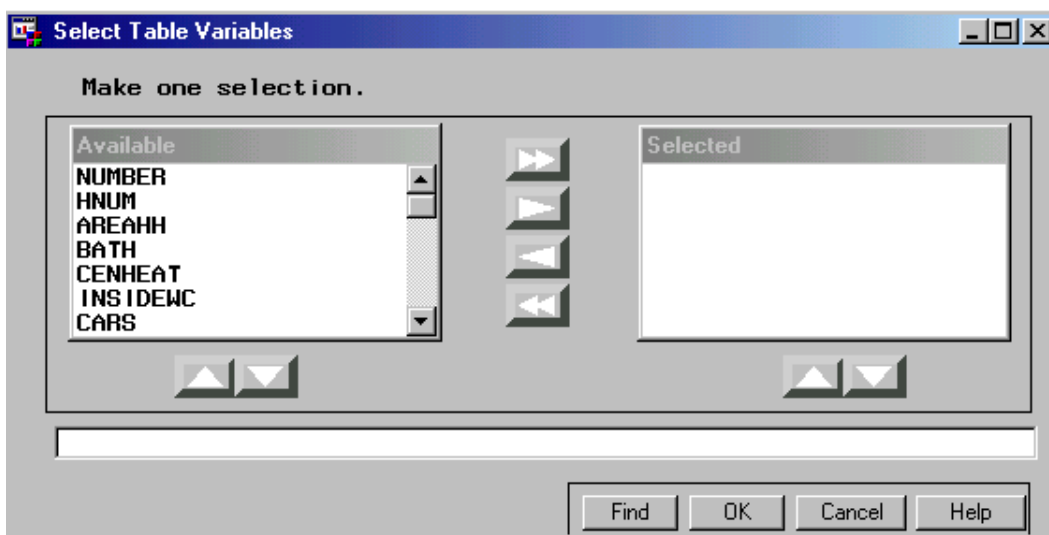 Select Table Variables
Make one selection.
Available
NUMBER
HNUM
AREAHH
BATH
CENHEAT
INSIDEWC
CARS
Selected
Find
OK
Cancel
Help